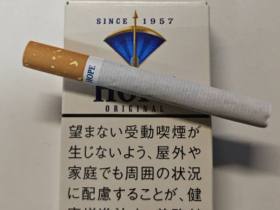 SINCE 1957
HOPE
HOPE
ORIGINAL
望まない受動喫煙が
生じないよう、屋外や
家庭でも周囲の状況
に配慮することが、健